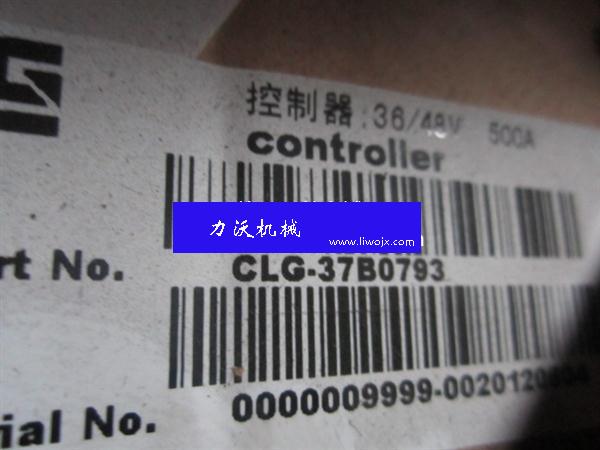 控制器:36/48V 500A
controller
力沃机械
www.liwojx.com
rt No. CLG-37B0793
ial No. 0000009999-0020120804